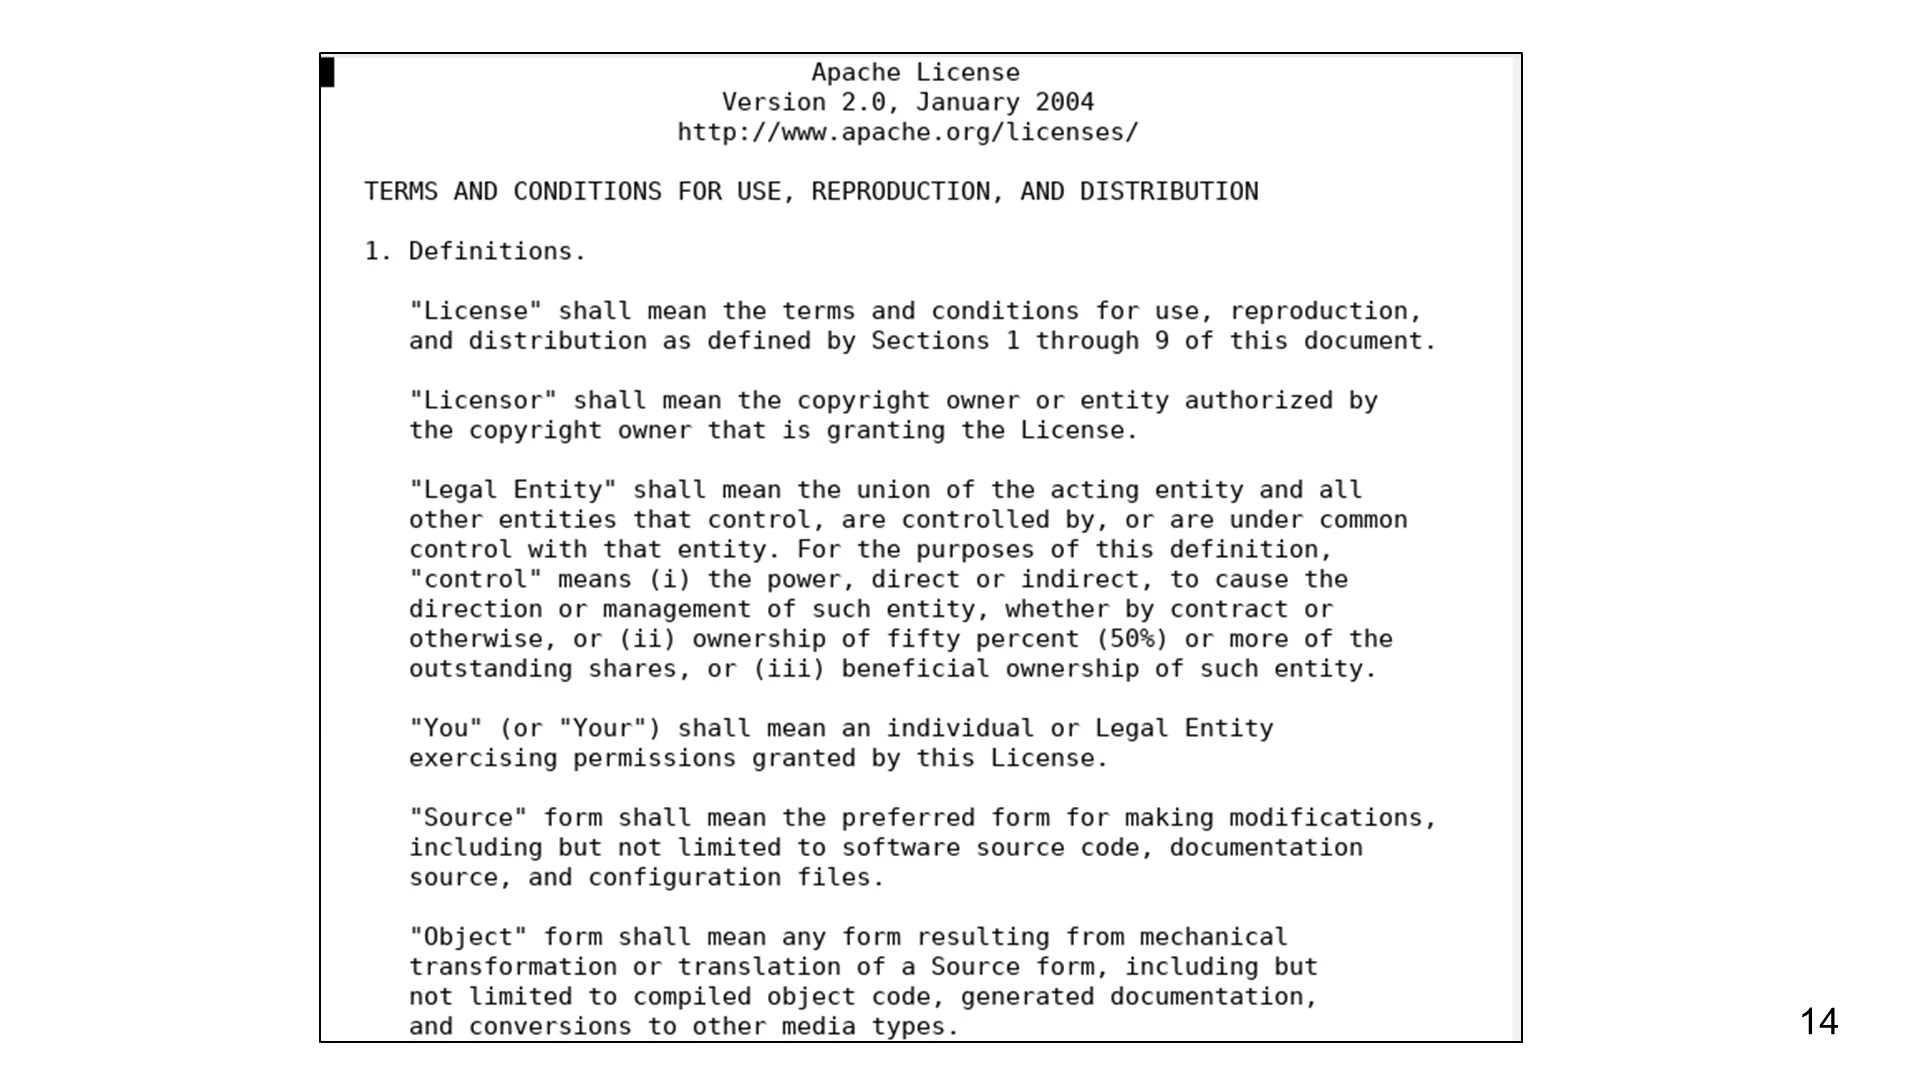 Apache License
Version 2.0, January 2004
http://www.apache.org/licenses/
TERMS AND CONDITIONS FOR USE, REPRODUCTION, AND DISTRIBUTION
1. Definitions.
"License" shall mean the terms and conditions for use, reproduction,
and distribution as defined by Sections 1 through 9 of this document.
"Licensor" shall mean the copyright owner or entity authorized by
the copyright owner that is granting the License.
"Legal Entity" shall mean the union of the acting entity and all
other entities that control, are controlled by, or are under common
control with that entity. For the purposes of this definition,
"control" means (i) the power, direct or indirect, to cause the
direction or management of such entity, whether by contract or
otherwise, or (ii) ownership of fifty percent (50%) or more of the
outstanding shares, or (iii) beneficial ownership of such entity.
"You" (or "Your") shall mean an individual or Legal Entity
exercising permissions granted by this License.
"Source" form shall mean the preferred form for making modifications,
including but not limited to software source code, documentation
source, and configuration files.
"Object" form shall mean any form resulting from mechanical
transformation or translation of a Source form, including but
not limited to compiled object code, generated documentation,
and conversions to other media types.
14